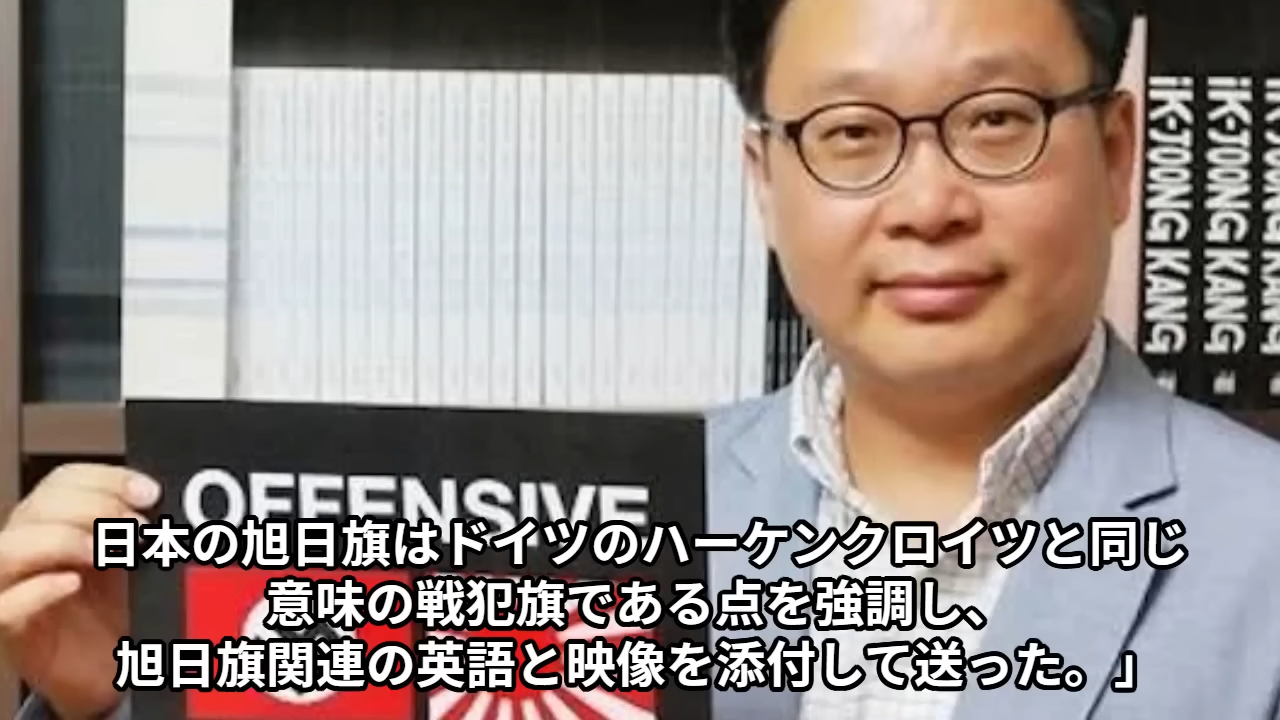 iK-JOONG KANG
iK-JOONG KANG
OFFENSIVE
日本の旭日旗はドイツのハーケンクロイツと同じ
意味の戦犯旗である点を強調し、
旭日旗関連の英語と映像を添付して送った。」